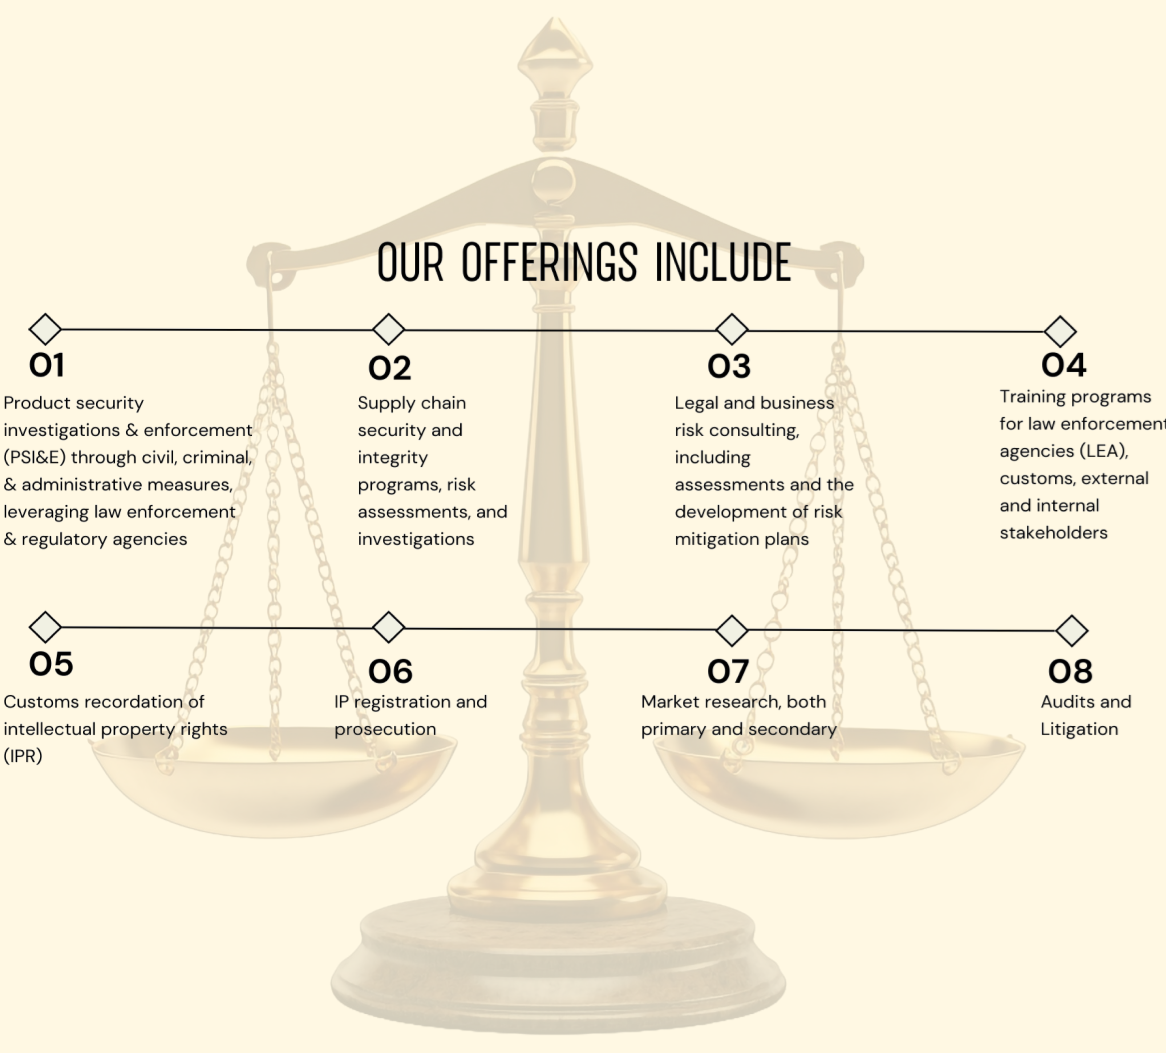 OUR OFFERINGS INCLUDE
01
Product security
investigations & enforcement
(PSI&E) through civil, criminal,
& administrative measures,
leveraging law enforcement
& regulatory agencies
02
Supply chain
security and
integrity
programs, risk
assessments, and
investigations
03
Legal and business
risk consulting,
including
assessments and the
development of risk
mitigation plans
04
Training programs
for law enforcement
agencies (LEA),
customs, external
and internal
stakeholders
05
Customs recordation of
intellectual property rights
(IPR)
06
IP registration and
prosecution
07
Market research, both
primary and secondary
08
Audits and
Litigation